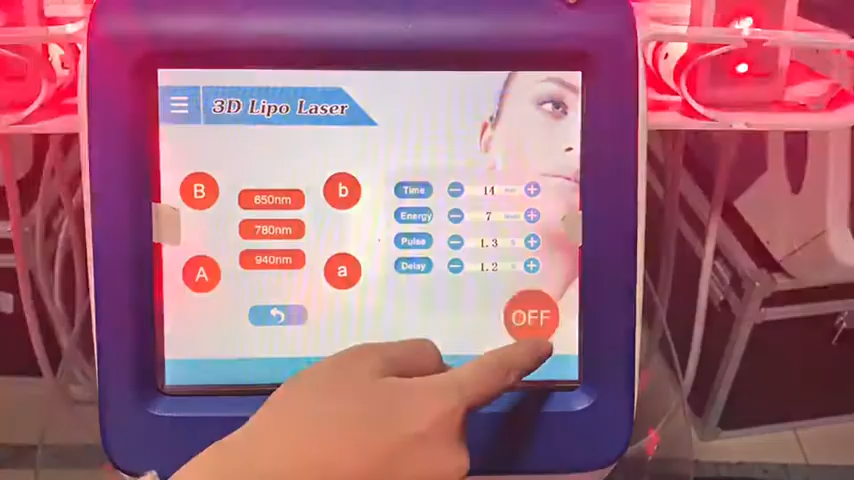 3D Lipo Laser
B
650nm
b
780nm
A
940nm
a
Time 14
Energy 7
Pulse 1.3
Delay 1.2
OFF